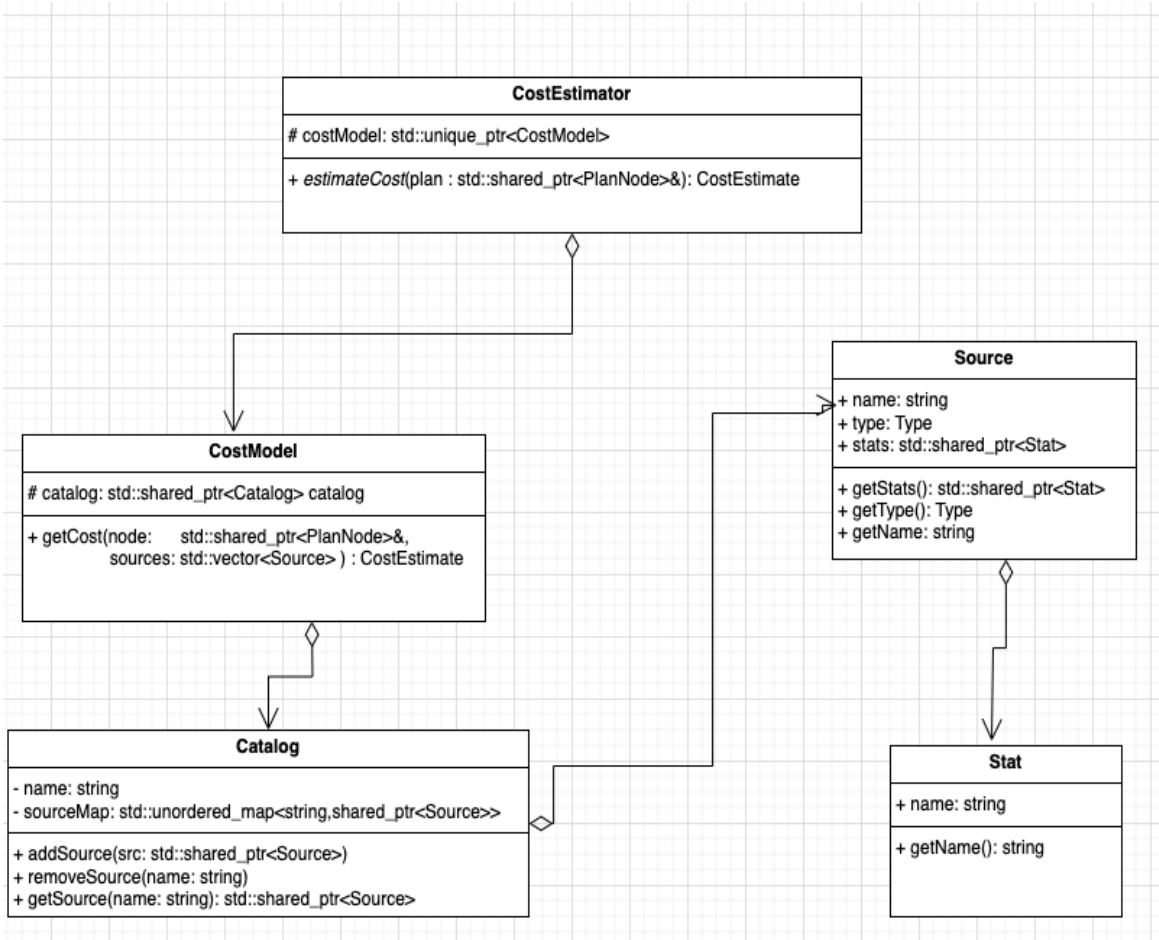 CostEstimator
# costModel: std::unique_ptr<CostModel>
+ estimateCost(plan : std::shared_ptr<PlanNode>&): CostEstimate
CostModel
# catalog: std::shared_ptr<Catalog> catalog
+ getCost(node: std::shared_ptr<PlanNode>&,
sources: std::vector<Source> ) : CostEstimate
Source
+ name: string
+ type: Type
+ stats: std::shared_ptr<Stat>
+ getStats(): std::shared_ptr<Stat>
+ getType(): Type
+ getName: string
Catalog
- name: string
- sourceMap: std::unordered_map<string,shared_ptr<Source>>
+ addSource(src: std::shared_ptr<Source>)
+ removeSource(name: string)
+ getSource(name: string): std::shared_ptr<Source>
Stat
+ name: string
+ getName(): string